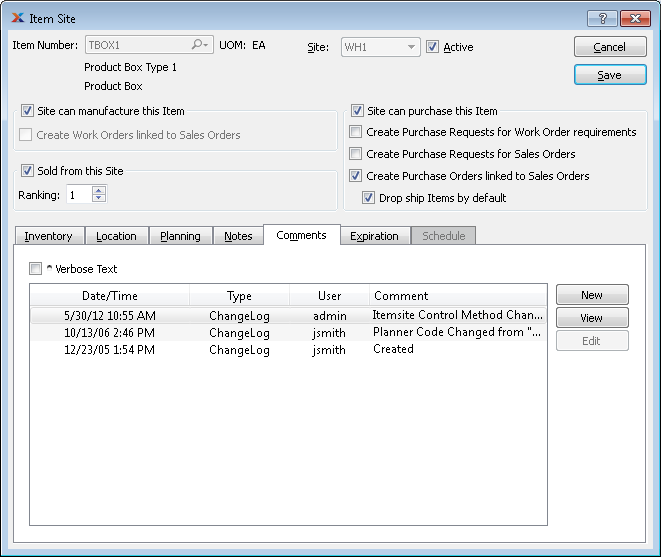 Item Site
Item Number: TBOX1 UOM: EA Site: WH1 Active Cancel
Product Box Type 1
Product Box
Save
Site can manufacture this Item
Create Work Orders linked to Sales Orders
Sold from this Site
Ranking: 1
Site can purchase this Item
Create Purchase Requests for Work Order requirements
Create Purchase Requests for Sales Orders
Create Purchase Orders linked to Sales Orders
Drop ship Items by default
Inventory Location Planning Notes Comments Expiration Schedule
* Verbose Text
Date/Time Type User Comment
5/30/12 10:55 AM ChangeLog admin Itemsite Control Method Chan...
10/13/06 2:46 PM ChangeLog jsmith Planner Code Changed from "...
12/23/05 1:54 PM ChangeLog jsmith Created
New
View
Edit